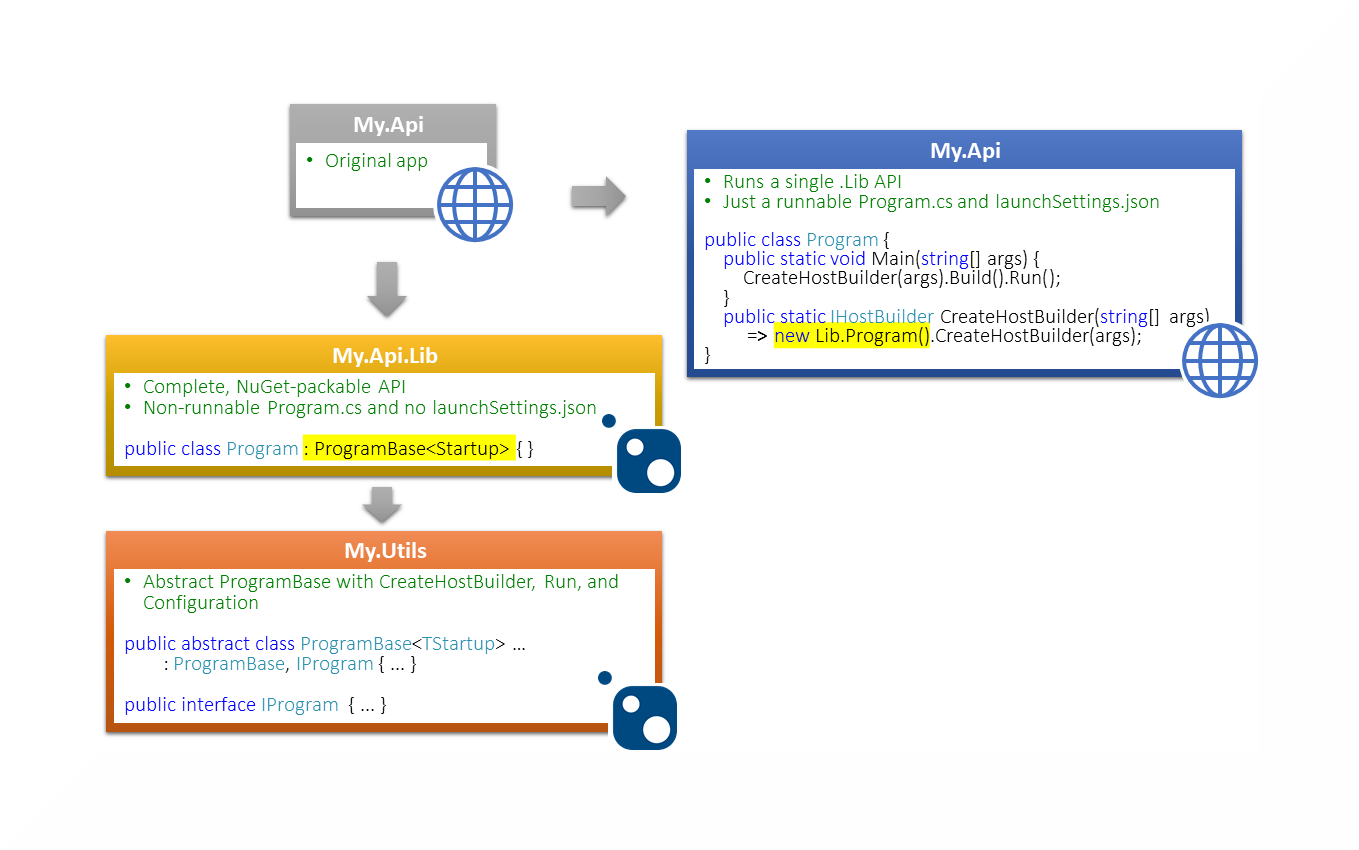 My.Api
• Original app
My.Api
• Runs a single .Lib API
• Just a runnable Program.cs and launchSettings.json
public class Program {
public static void Main(string[] args) {
CreateHostBuilder(args).Build().Run();
}
public static IHostBuilder CreateHostBuilder(string[] args)
=> new Lib.Program().CreateHostBuilder(args);
}
My.Api.Lib
• Complete, NuGet-packable API
• Non-runnable Program.cs and no launchSettings.json
public class Program : ProgramBase<Startup> { }
My.Utils
• Abstract ProgramBase with CreateHostBuilder, Run, and
Configuration
public abstract class ProgramBase<TStartup> ...
: ProgramBase, IProgram { ... }
public interface IProgram { ... }